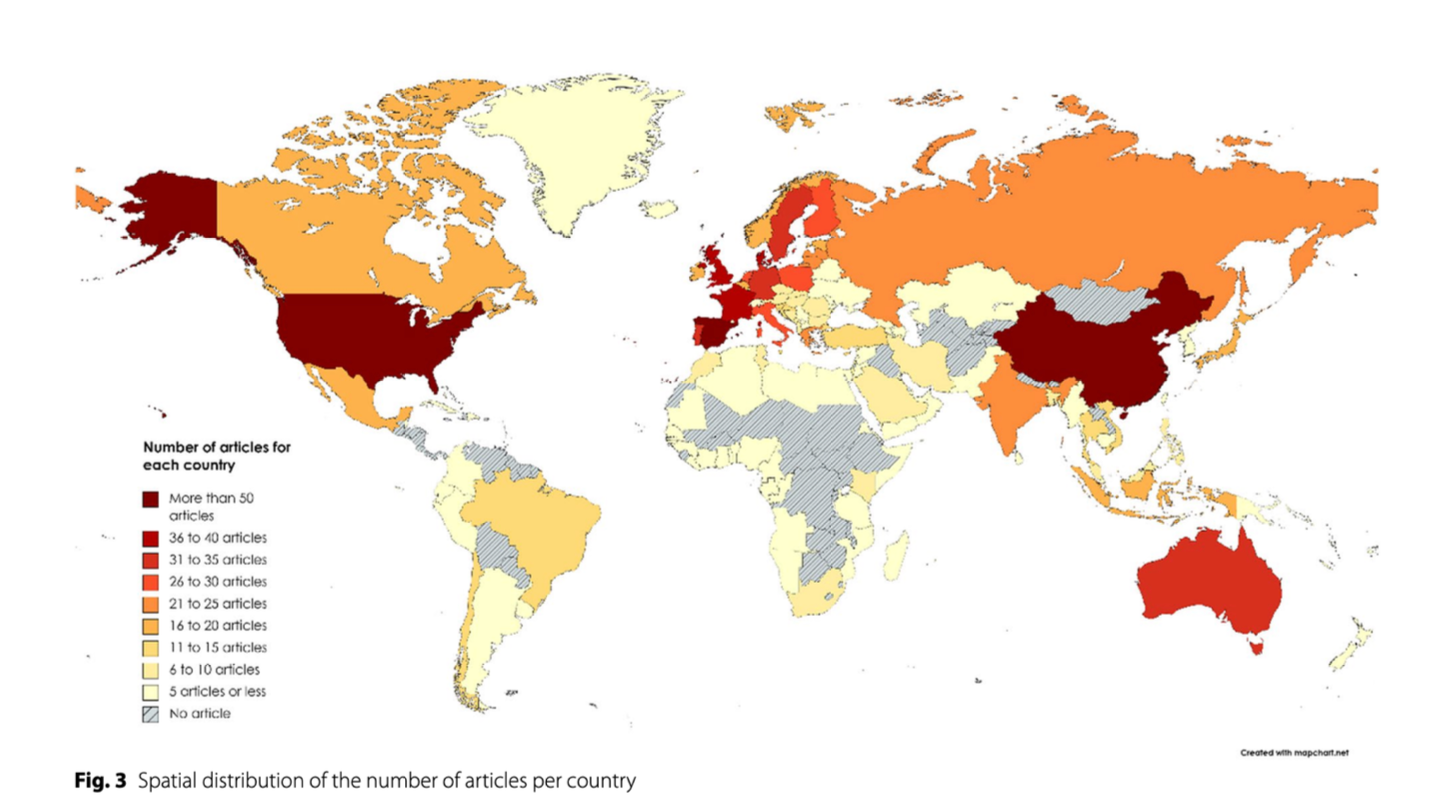 Number of articles for
each country
More than 50
articles
36 to 40 articles
31 to 35 articles
26 to 30 articles
21 to 25 articles
16 to 20 articles
11 to 15 articles
6 to 10 articles
5 articles or less
No article
Created with mapchart.net
Fig. 3 Spatial distribution of the number of articles per country